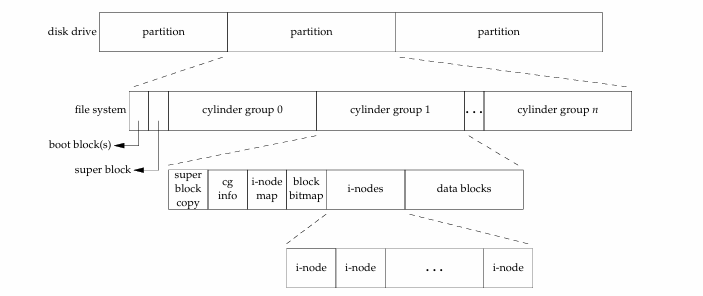 disk drive partition partition partition
file system cylinder group 0 cylinder group 1 ... cylinder group n
boot block(s)
super block
super
block
copy
cg
info
i-node
map
block
bitmap
i-nodes
data blocks
i-node i-node ... i-node